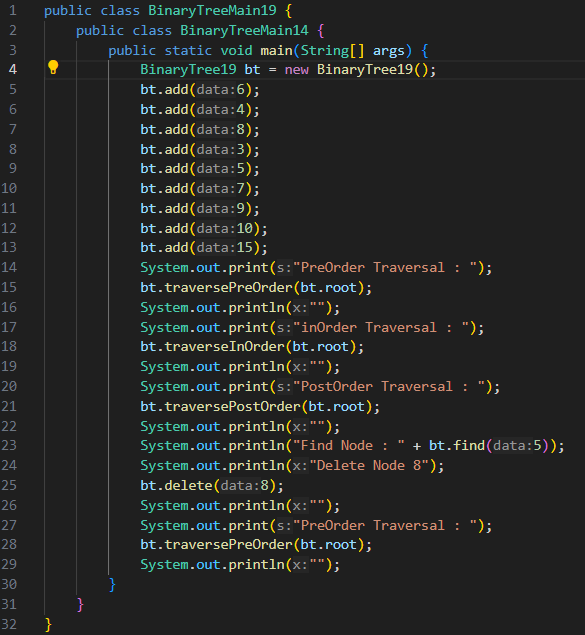 1 public class BinaryTreeMain19 {
2 public class BinaryTreeMain14 {
3 public static void main(String[] args) {
4 BinaryTree19 bt = new BinaryTree19();
5 bt.add(data:6);
6 bt.add(data:4);
7 bt.add(data:8);
8 bt.add(data:3);
9 bt.add(data:5);
10 bt.add(data:7);
11 bt.add(data:9);
12 bt.add(data:10);
13 bt.add(data:15);
14 System.out.print(s:"PreOrder Traversal : ");
15 bt.traversePreOrder(bt.root);
16 System.out.println(x:"");
17 System.out.print(s:"inOrder Traversal : ");
18 bt.traverseInOrder(bt.root);
19 System.out.println(x:"");
20 System.out.print(s:"PostOrder Traversal : ");
21 bt.traversePostOrder(bt.root);
22 System.out.println(x:"");
23 System.out.println("Find Node : " + bt.find(data:5));
24 System.out.println(x:"Delete Node 8");
25 bt.delete(data:8);
26 System.out.println(x:"");
27 System.out.print(s:"PreOrder Traversal : ");
28 bt.traversePreOrder(bt.root);
29 System.out.println(x:"");
30 }
31 }
32 }